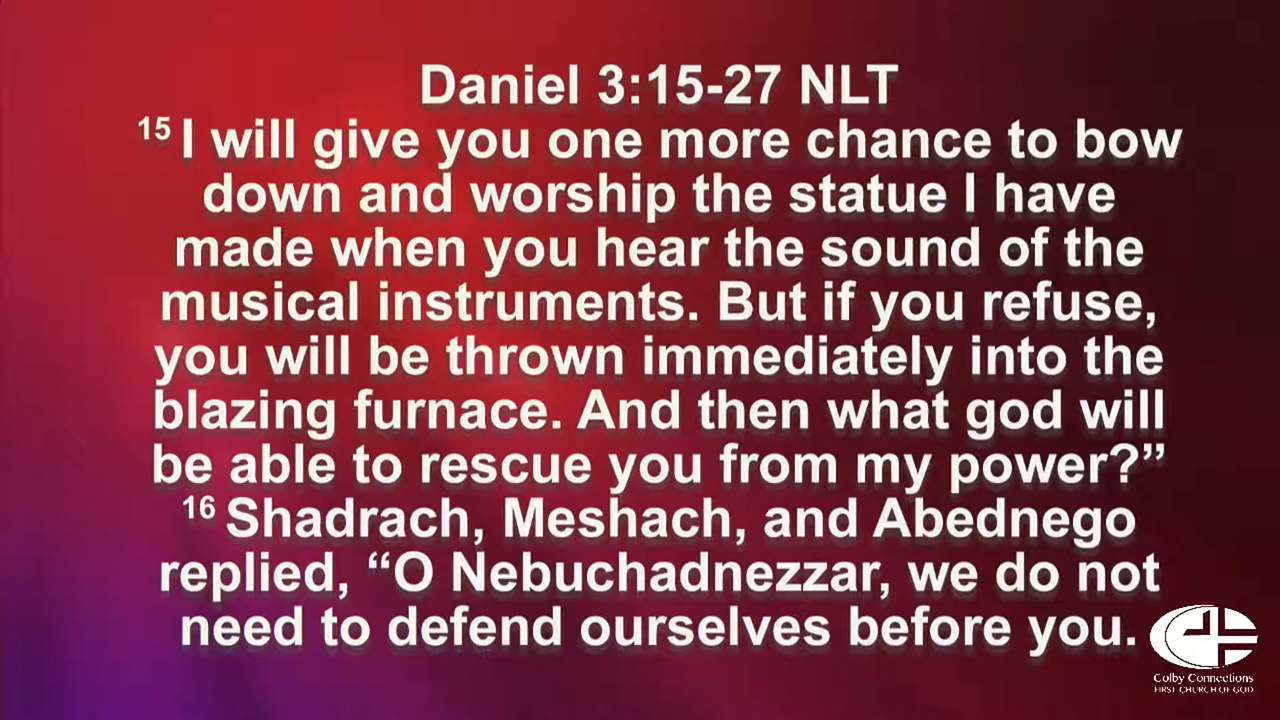 Daniel 3:15-27 NLT
15 I will give you one more chance to bow
down and worship the statue I have
made when you hear the sound of the
musical instruments. But if you refuse,
you will be thrown immediately into the
blazing furnace. And then what god will
be able to rescue you from my power?”
16 Shadrach, Meshach, and Abednego
replied, “O Nebuchadnezzar, we do not
need to defend ourselves before you.
Colby Connections
FIRST CHURCH OF GOD